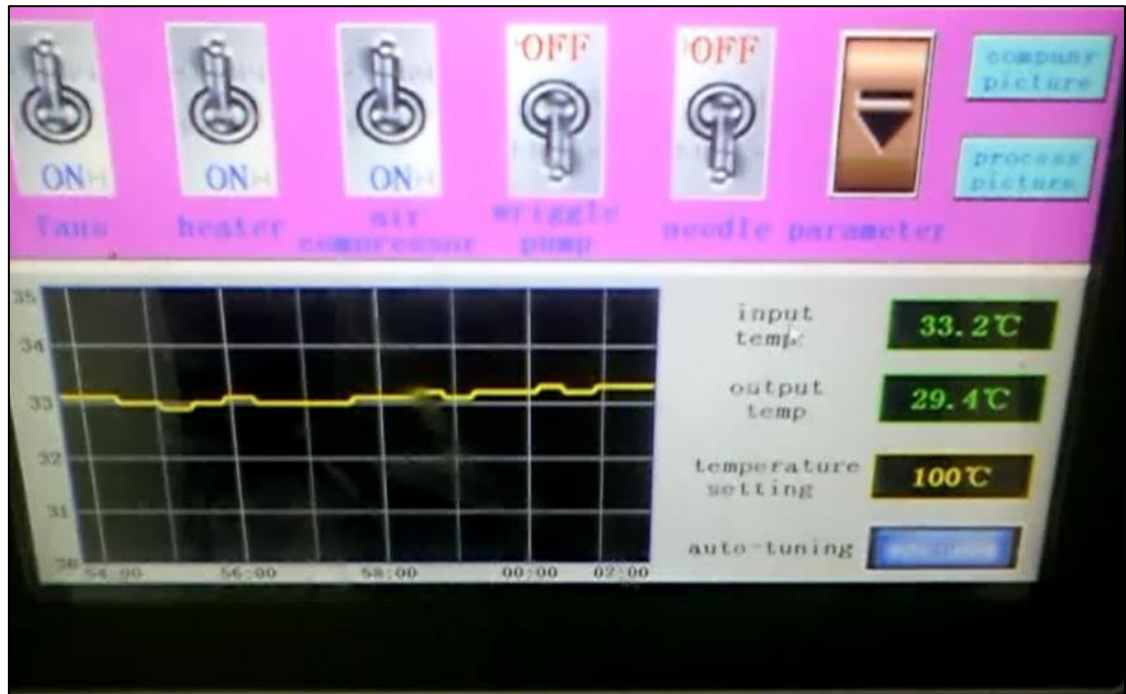 OFF OFF
company
picture
ON ON ON
process
picture
fans heater air compressor wriggle pump needle parameter
35
34
33
32
31
30
54:00 56:00 58:00 00:00 02:00
input
temp:
33.2℃
output
temp
29.4℃
temperature
setting
100℃
auto-tuning